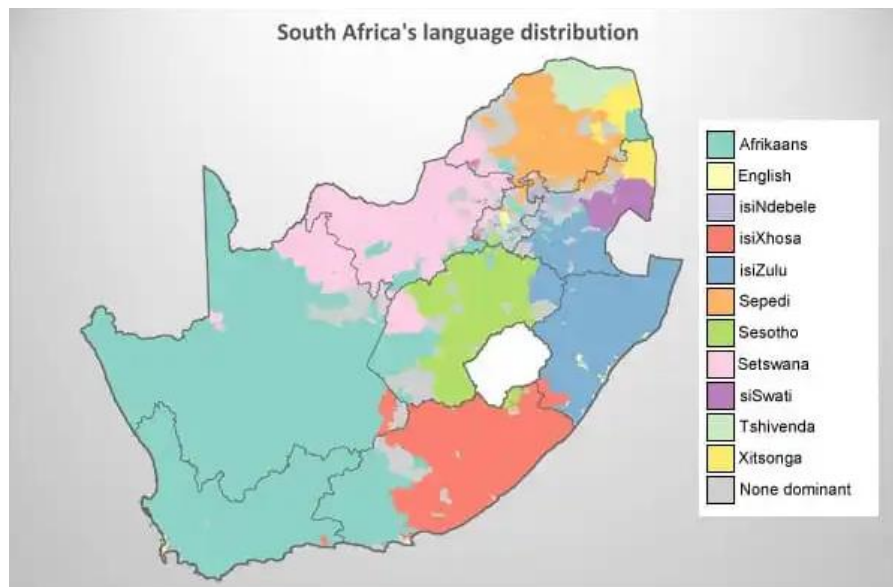 South Africa's language distribution
Afrikaans
English
isiNdebele
isiXhosa
isiZulu
Sepedi
Sesotho
Setswana
siSwati
Tshivenda
Xitsonga
None dominant